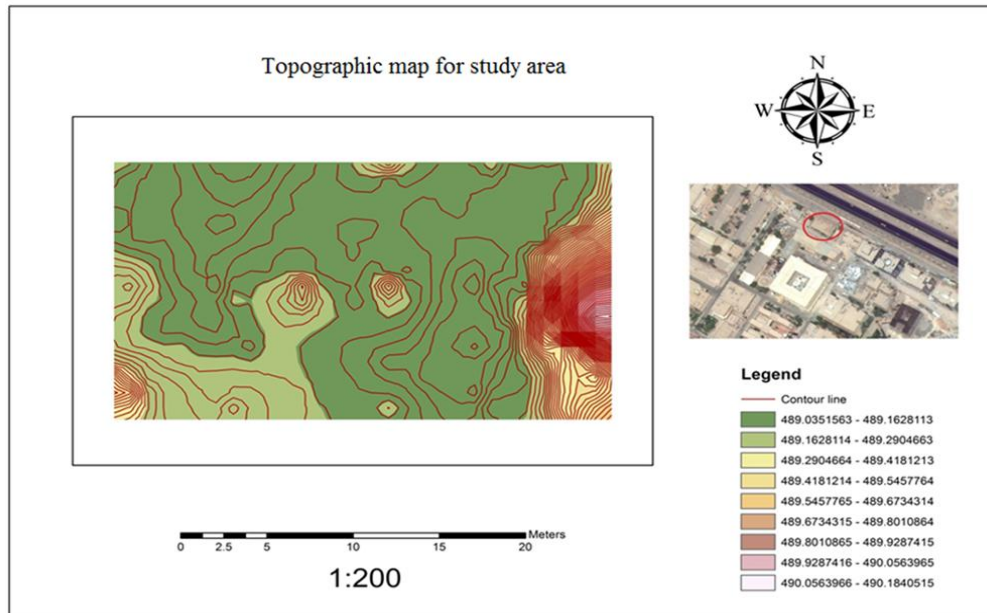 Topographic map for study area
N
W E
S
Legend
Contour line
489.0351563 - 489.1628113
489.1628114 - 489.2904663
489.2904664 - 489.4181213
489.4181214 - 489.5457764
489.5457765 - 489.6734314
489.6734315 - 489.8010864
489.8010865 - 489.9287415
489.9287416 - 490.0563965
490.0563966 - 490.1840515
Meters
0 2.5 5 10 15 20
1:200